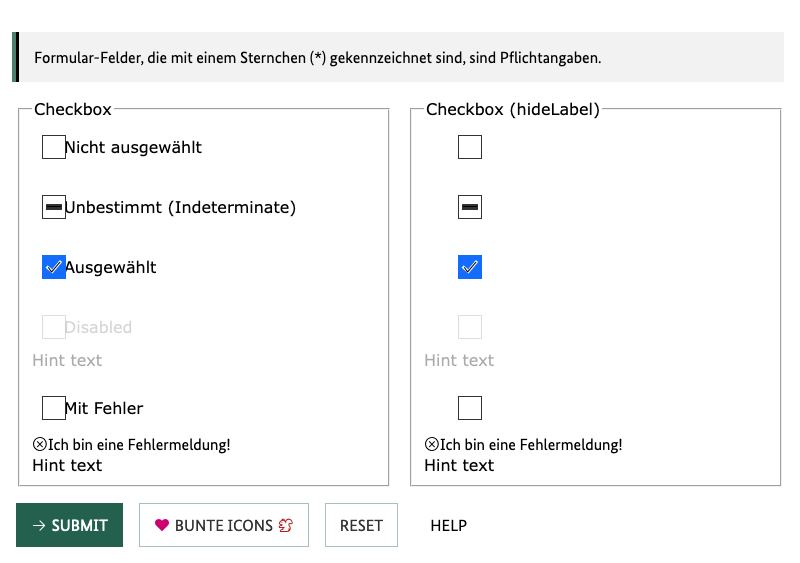 Formular-Felder, die mit einem Sternchen (*) gekennzeichnet sind, sind Pflichtangaben.
Checkbox
Nicht ausgewählt
Unbestimmt (Indeterminate)
Ausgewählt
Disabled
Hint text
Mit Fehler
Ich bin eine Fehlermeldung!
Hint text
Checkbox (hideLabel)
Hint text
Ich bin eine Fehlermeldung!
Hint text
SUBMIT
BUNTE ICONS
RESET
HELP